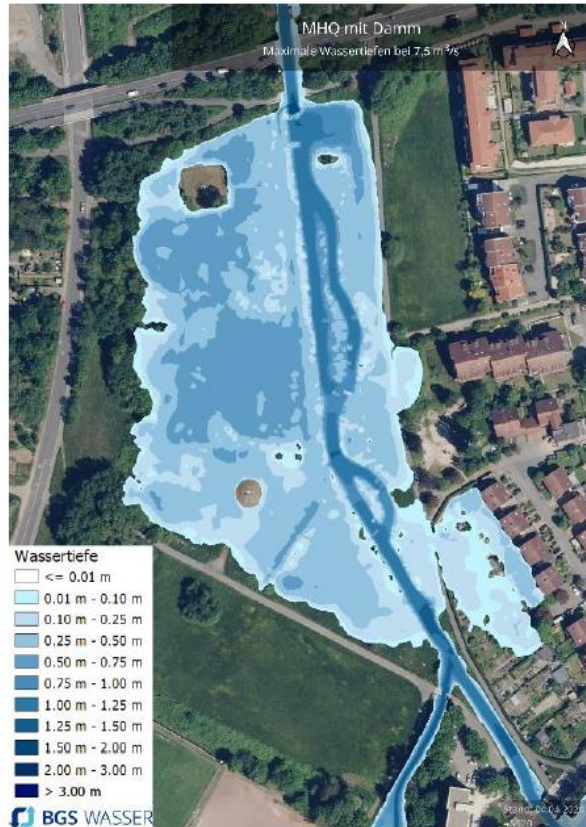 MHQ mit Damm
Maximale Wassertiefen bei 7,5 m³/s
N
Wassertiefe
<= 0.01 m
0.01 m - 0.10 m
0.10 m - 0.25 m
0.25 m - 0.50 m
0.50 m - 0.75 m
0.75 m - 1.00 m
1.00 m - 1.25 m
1.25 m - 1.50 m
1.50 m - 2.00 m
2.00 m - 3.00 m
> 3.00 m
BGS WASSER
Stand: